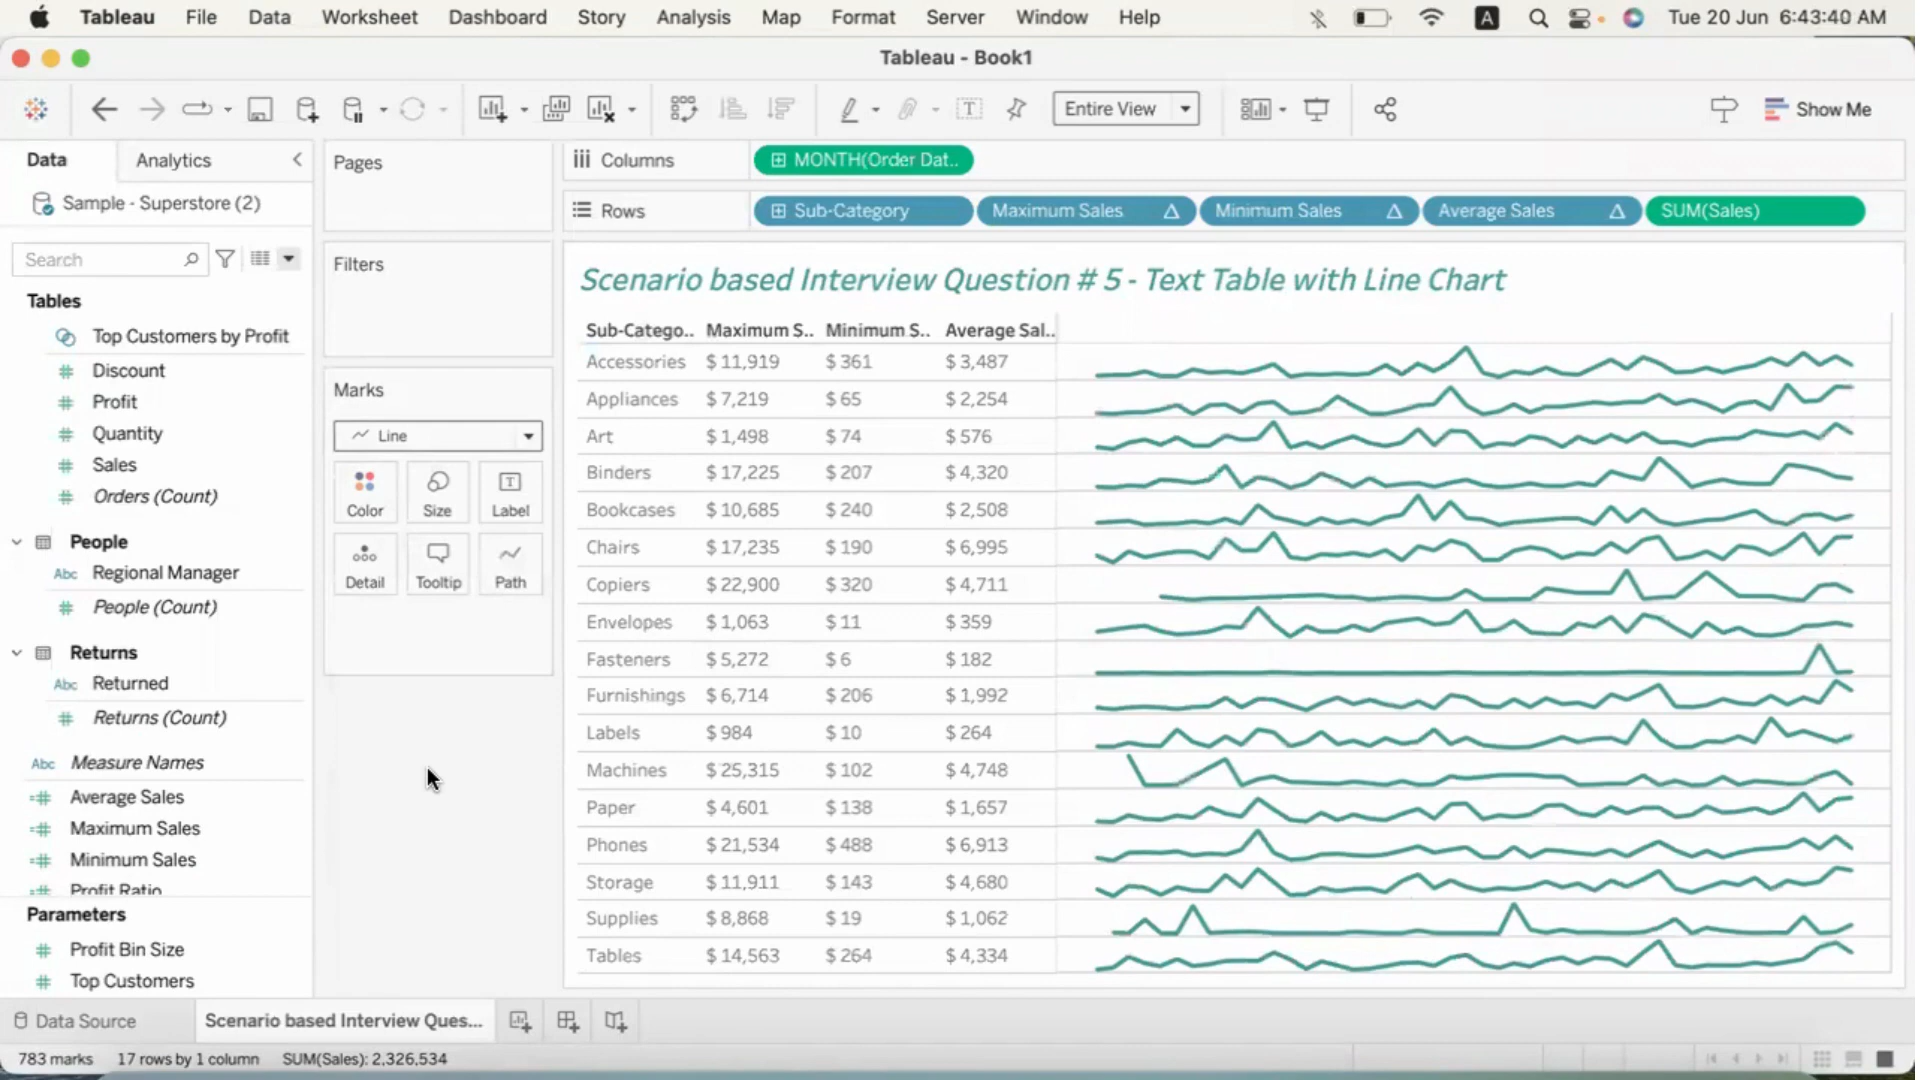 Tableau File Data Worksheet Dashboard Story Analysis Map Format Server Window Help A Tue 20 Jun 6:43:40 AM
Tableau - Book1
Entire View Show Me
Data Analytics Pages Columns MONTH(Order Dat..
Sample - Superstore (2) Rows Sub-Category Maximum Sales Minimum Sales Average Sales SUM(Sales)
Search Filters
Scenario based Interview Question # 5 - Text Table with Line Chart
Tables
Top Customers by Profit
Discount
Profit
Quantity
Sales
Orders (Count)
People
Abc Regional Manager
People (Count)
Returns
Abc Returned
Returns (Count)
Abc Measure Names
Average Sales
Maximum Sales
Minimum Sales
Profit Ratio
Parameters
Profit Bin Size
Top Customers
Marks
Line
Color Size Label
Detail Tooltip Path
Sub-Catego.. Maximum S.. Minimum S.. Average Sal..
Accessories $ 11,919 $ 361 $ 3,487
Appliances $ 7,219 $ 65 $ 2,254
Art $ 1,498 $ 74 $ 576
Binders $ 17,225 $ 207 $ 4,320
Bookcases $ 10,685 $ 240 $ 2,508
Chairs $ 17,235 $ 190 $ 6,995
Copiers $ 22,900 $ 320 $ 4,711
Envelopes $ 1,063 $ 11 $ 359
Fasteners $ 5,272 $ 6 $ 182
Furnishings $ 6,714 $ 206 $ 1,992
Labels $ 984 $ 10 $ 264
Machines $ 25,315 $ 102 $ 4,748
Paper $ 4,601 $ 138 $ 1,657
Phones $ 21,534 $ 488 $ 6,913
Storage $ 11,911 $ 143 $ 4,680
Supplies $ 8,868 $ 19 $ 1,062
Tables $ 14,563 $ 264 $ 4,334
Data Source Scenario based Interview Ques...
783 marks 17 rows by 1 column SUM(Sales): 2,326,534